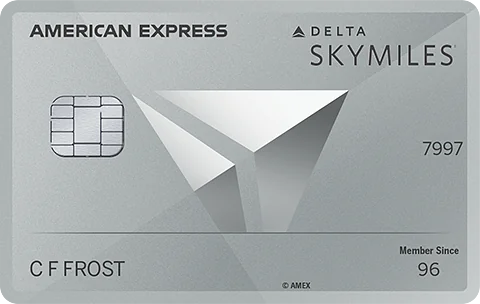 AMERICAN EXPRESS
DELTA
SKYMILES
7997
Member Since
C F FROST
96
© AMEX